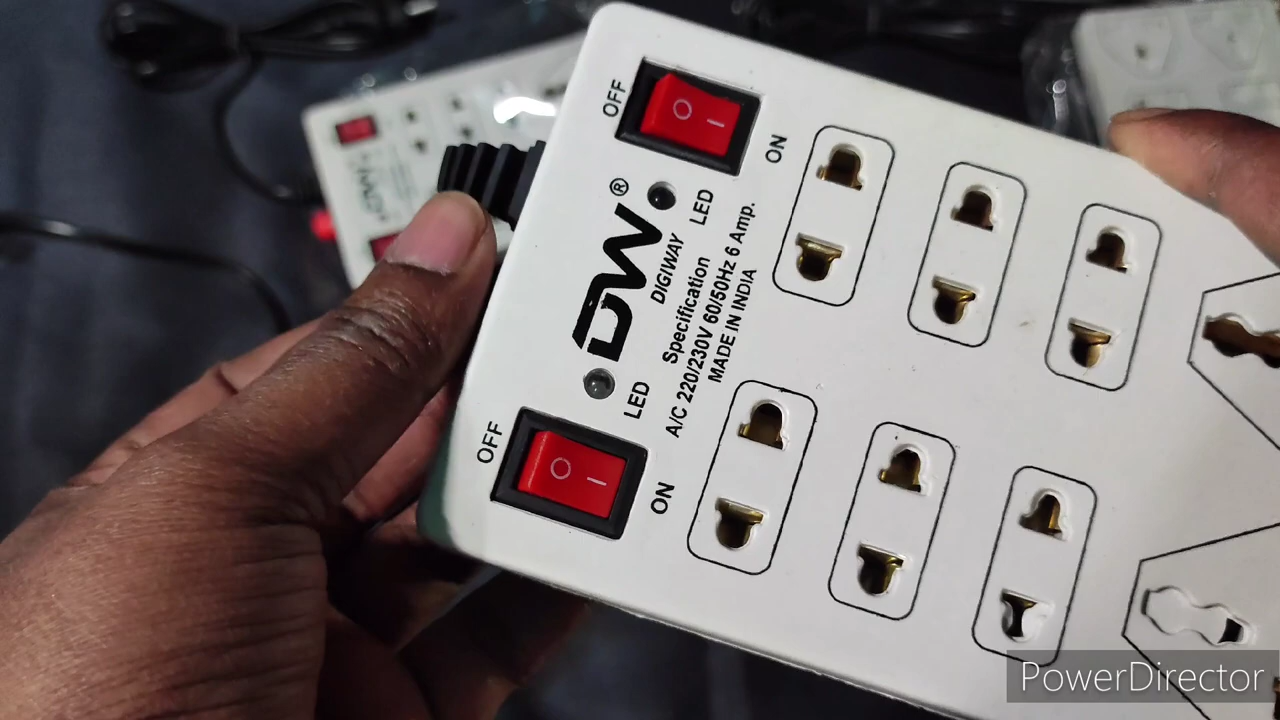 OFF
ON
LED
DW®
DIGIWAY
Specification
A/C 220/230V 60/50Hz 6 Amp.
MADE IN INDIA
LED
OFF
ON
PowerDirector